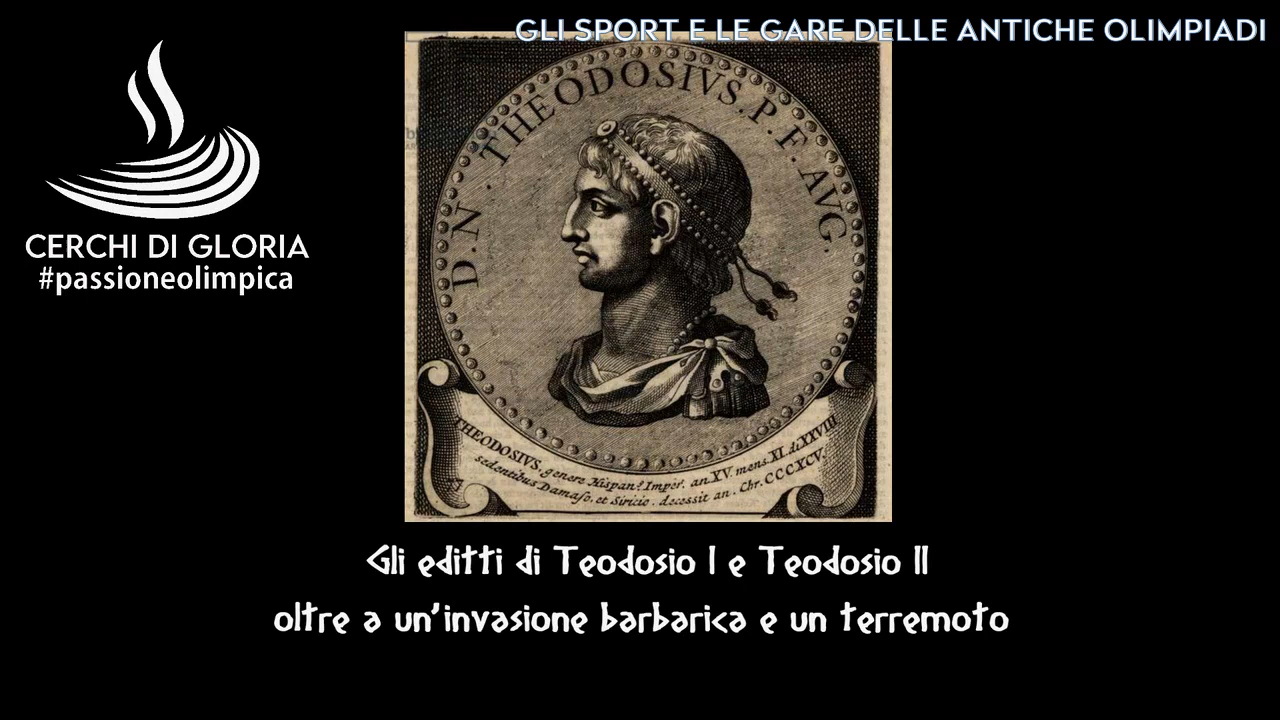 GLI SPORT E LE GARE DELLE ANTICHE OLIMPIADI
CERCHI DI GLORIA
#passioneolimpica
D.N. THEODOSIVS.P.F. AVG.
THEODOSIVS, genere Hispan? Imper. an XV. mens. XI. d. XXVIII
sedentibus Damaso, et Siricio. decessit an. Chr. CCCXCV.
Gli editti di Teodosio I e Teodosio II
oltre a un'invasione barbarica e un terremoto